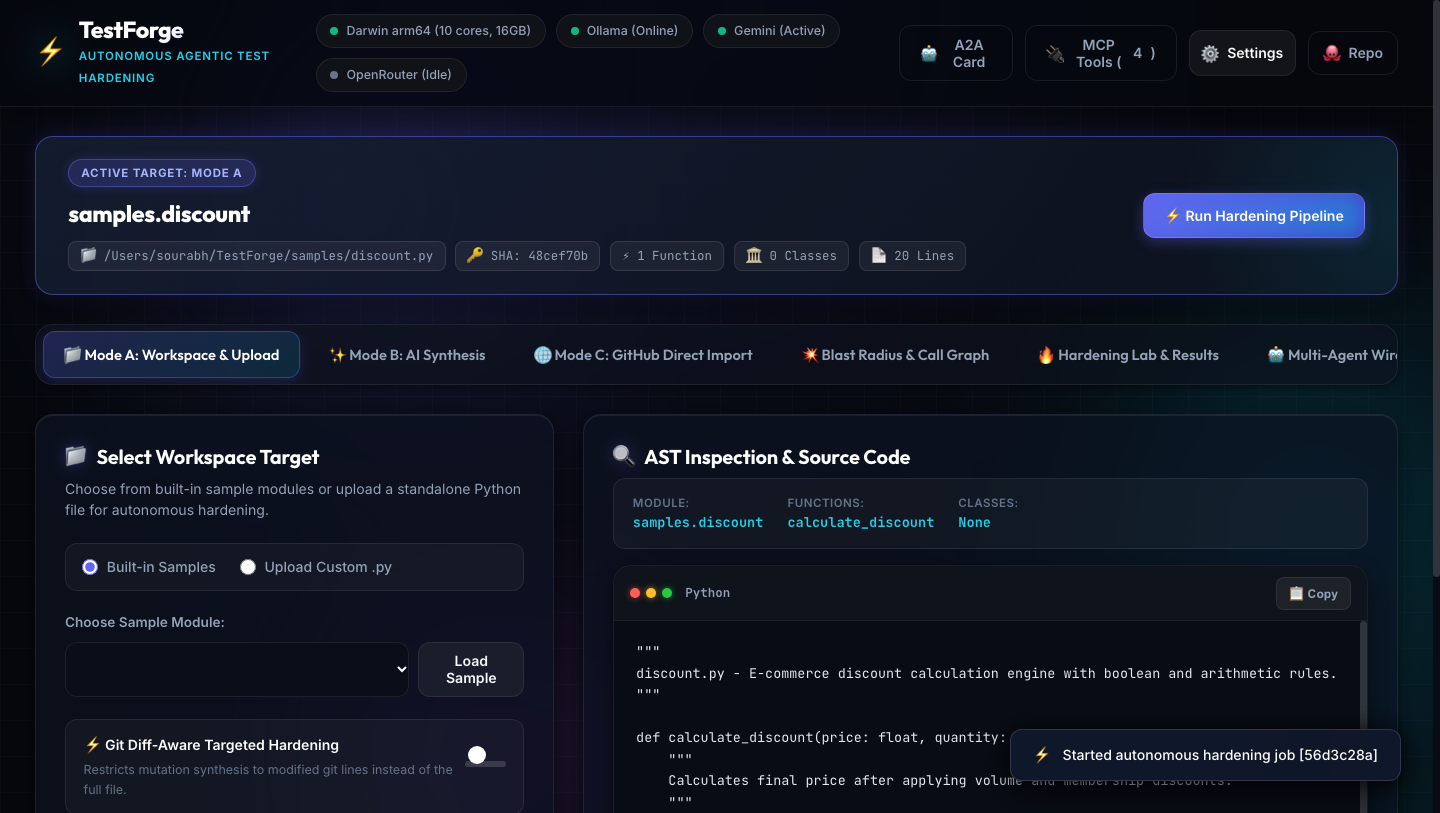 TestForge
AUTONOMOUS AGENTIC TEST
HARDENING
Darwin arm64 (10 cores, 16GB)
Ollama (Online)
Gemini (Active)
OpenRouter (Idle)
A2A
Card
MCP
Tools (
4 )
Settings
Repo
ACTIVE TARGET: MODE A
samples.discount
/Users/sourabh/TestForge/samples/discount.py
SHA: 48cef70b
⚡ 1 Function
0 Classes
20 Lines
Run Hardening Pipeline
Mode A: Workspace & Upload
Mode B: AI Synthesis
Mode C: GitHub Direct Import
Blast Radius & Call Graph
Hardening Lab & Results
Multi-Agent Wir
Select Workspace Target
Choose from built-in sample modules or upload a standalone Python
file for autonomous hardening.
Built-in Samples
Upload Custom .py
Choose Sample Module:
Load
Sample
Git Diff-Aware Targeted Hardening
Restricts mutation synthesis to modified git lines instead of the
full file.
AST Inspection & Source Code
MODULE:
samples.discount
FUNCTIONS:
calculate_discount
CLASSES:
None
Python
Copy
"""
discount.py - E-commerce discount calculation engine with boolean and arithmetic rules.
"""
def calculate_discount(price: float, quantity:
"""
Calculates final price after applying volume and membership discounts.
"""
Started autonomous hardening job [56d3c28a]